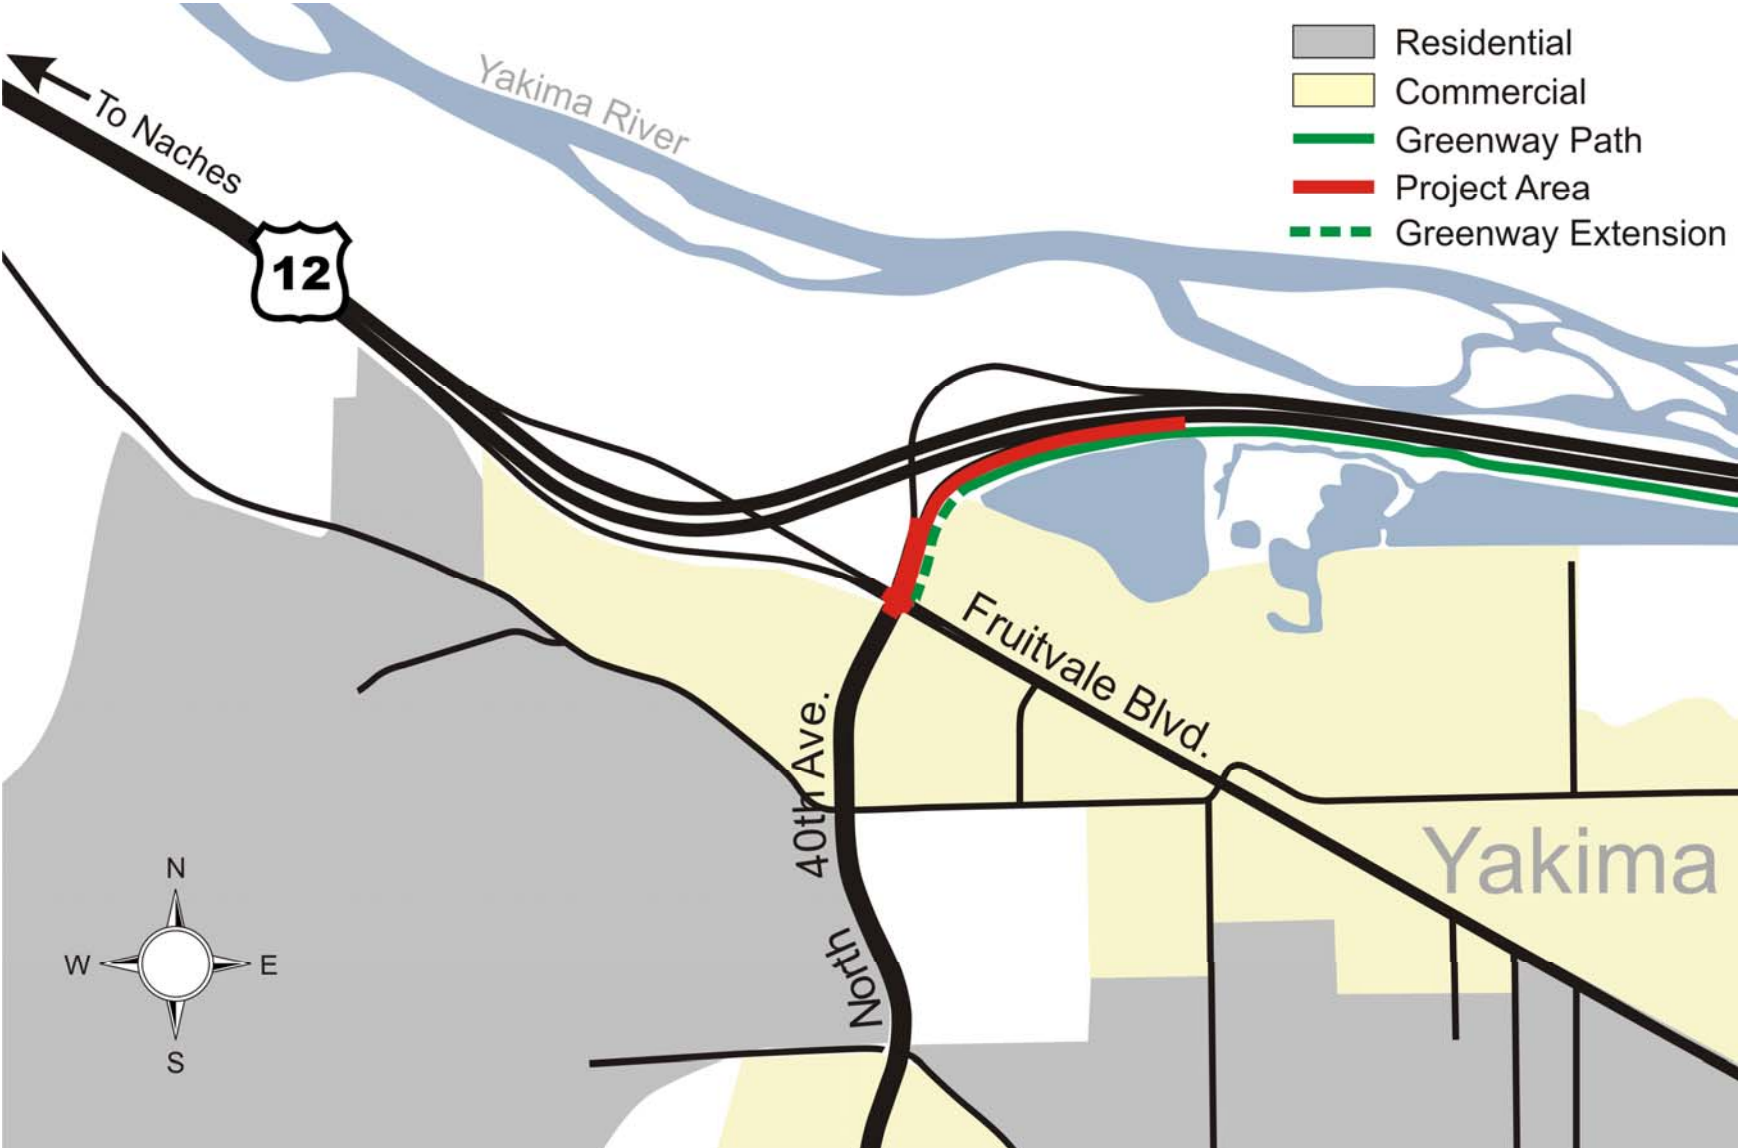 Residential
Commercial
Greenway Path
Project Area
Greenway Extension
Yakima River
To Naches
12
Fruitvale Blvd.
North 40th Ave.
Yakima
N
W
E
S